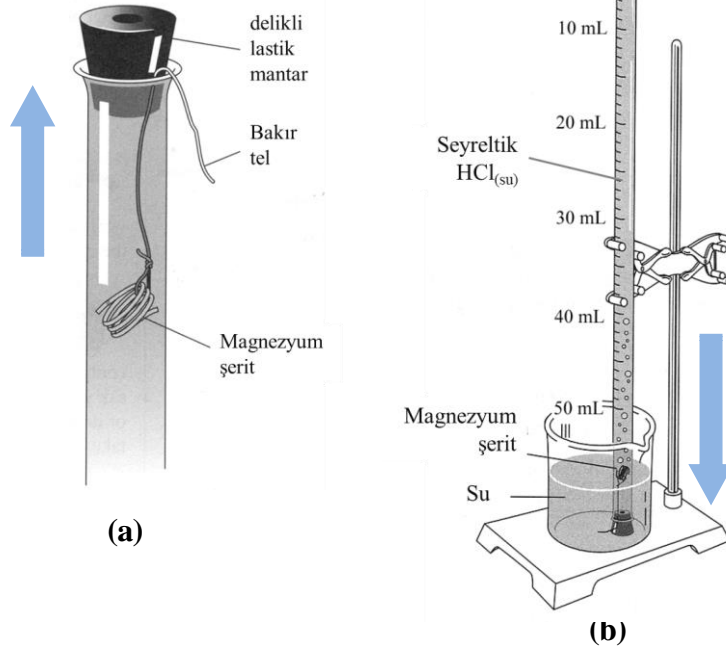 delikli
lastik
mantar
Bakır
tel
Magnezyum
şerit
(a)
10 mL
20 mL
Seyreltik
HCl(su)
30 mL
40 mL
50 mL
Magnezyum
şerit
Su
(b)